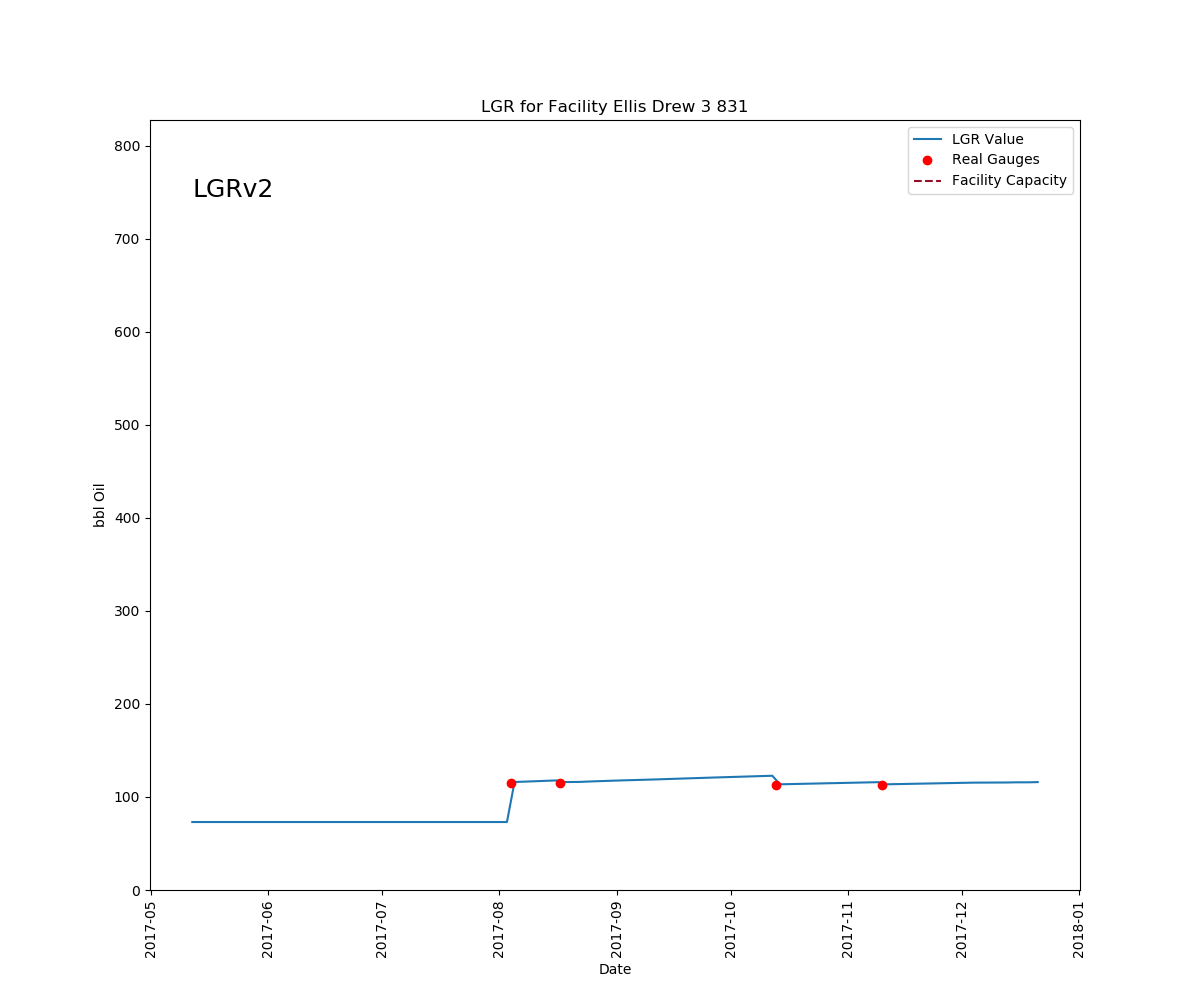 LGR for Facility Ellis Drew 3 831
LGR Value
Real Gauges
Facility Capacity
LGRv2
bbl Oil
800
700
600
500
400
300
200
100
0
2017-05
2017-06
2017-07
2017-08
2017-09
2017-10
2017-11
2017-12
2018-01
Date